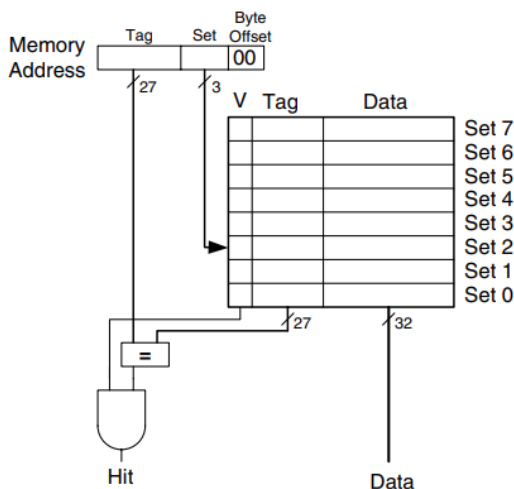 Byte
Tag Set Offset
Memory Address
00
27 3
V Tag Data
Set 7
Set 6
Set 5
Set 4
Set 3
Set 2
Set 1
Set 0
27 32
=
Hit Data